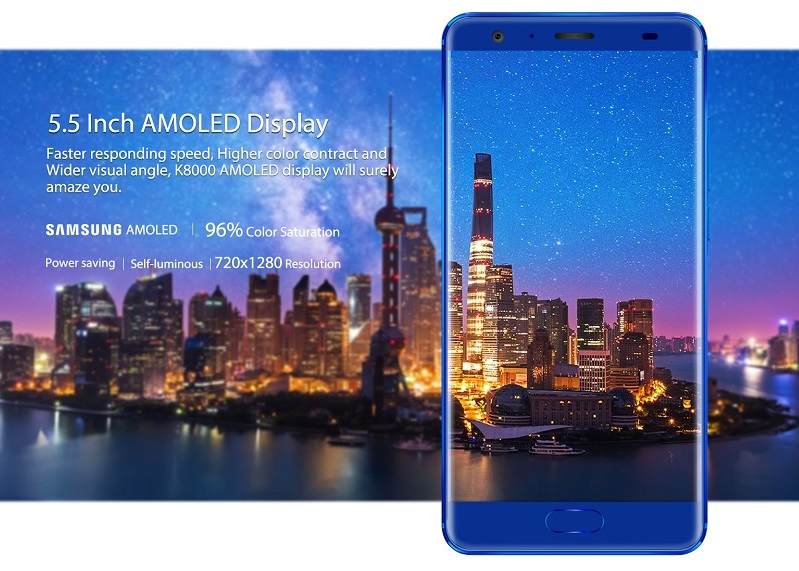 5.5 Inch AMOLED Display
Faster responding speed, Higher color contract and
Wider visual angle, K8000 AMOLED display will surely
amaze you.
SAMSUNG AMOLED | 96% Color Saturation
Power saving | Self-luminous | 720x1280 Resolution